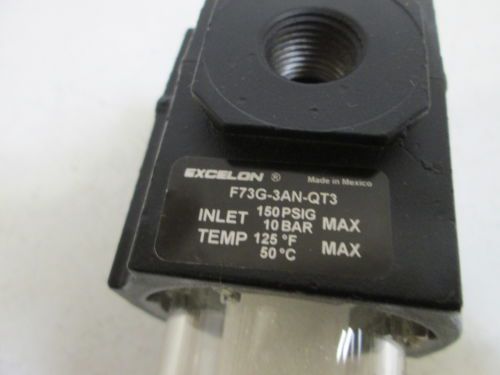 EXCELON ® Made in Mexico
F73G-3AN-QT3
INLET 150 PSIG 10 BAR MAX
TEMP 125 °F 50 °C MAX